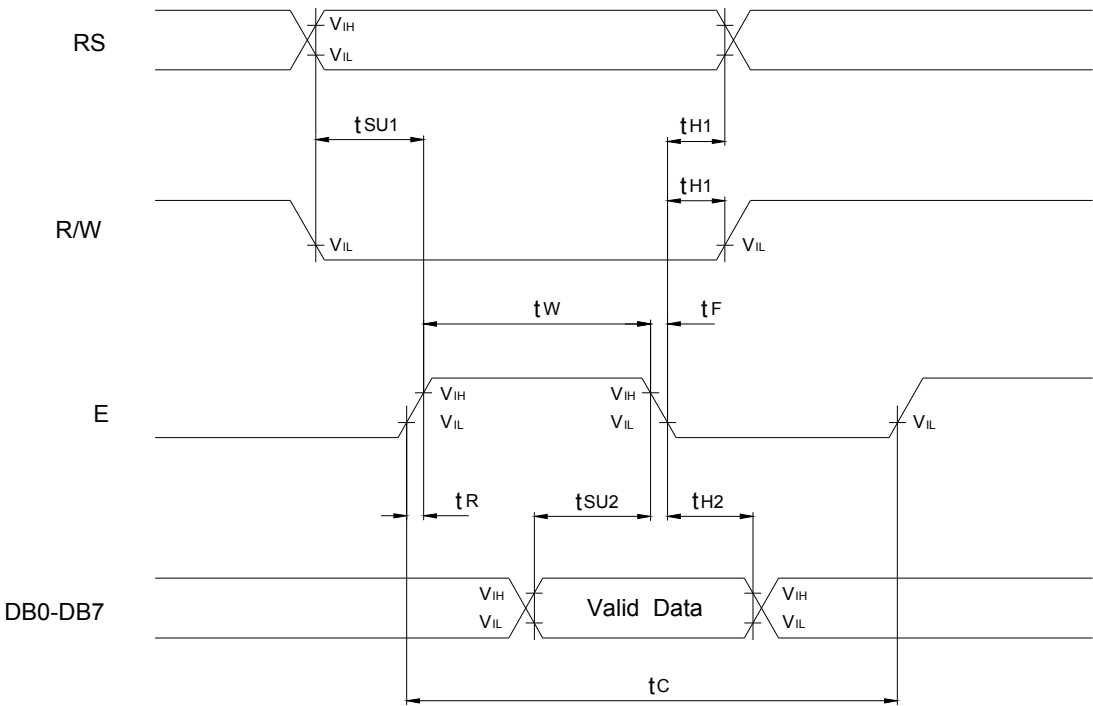 RS
VIH
VIL
tSU1
tH1
tH1
R/W
VIL
VIL
tW
tF
E
VIH
VIH
VIL
VIL
VIL
tR
tSU2
tH2
DB0-DB7
VIH
VIL
Valid Data
VIH
VIL
tC